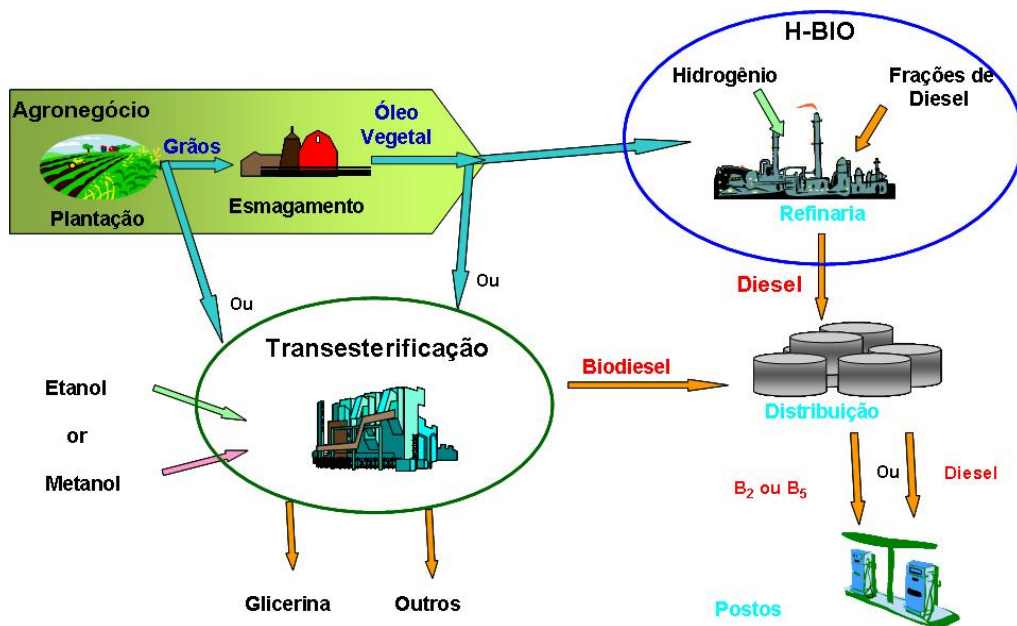 H-BIO
Hidrogênio
Frações de
Diesel
Agronegócio
Grãos
Óleo
Vegetal
Plantação
Esmagamento
Refinaria
Ou
Ou
Diesel
Transesterificação
Biodiesel
Etanol
or
Metanol
Distribuição
B2 ou B5
Ou
Diesel
Glicerina
Outros
Postos